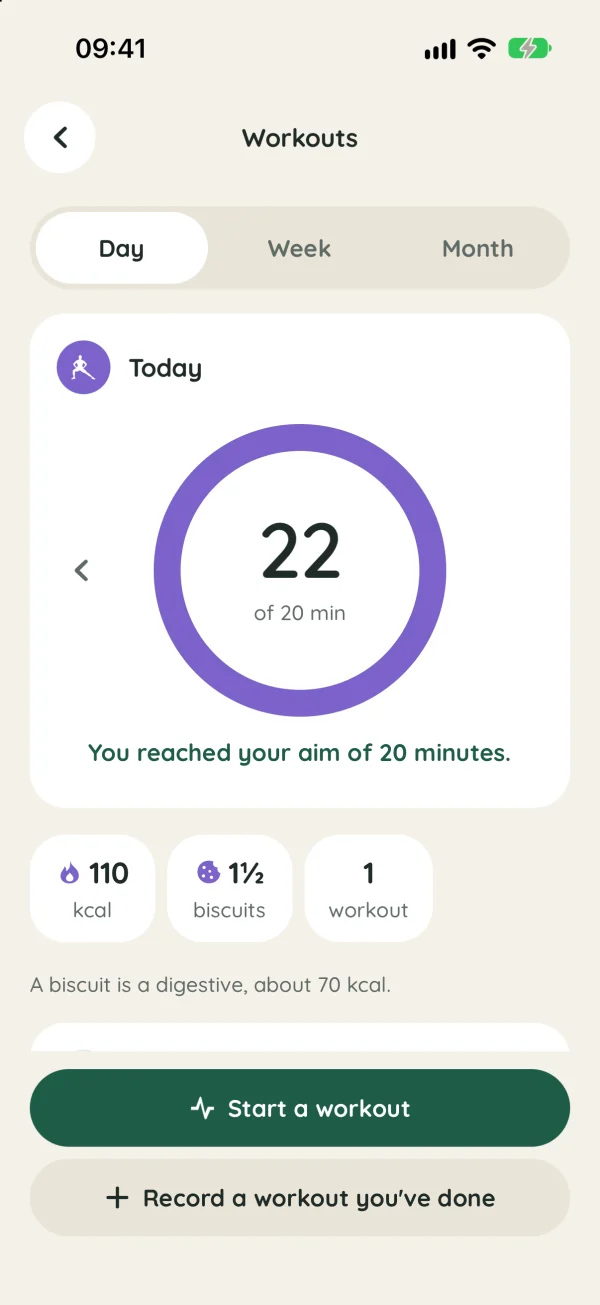 09:41
Workouts
Day
Week
Month
Today
22
of 20 min
You reached your aim of 20 minutes.
110
kcal
1½
biscuits
1
workout
A biscuit is a digestive, about 70 kcal.
Start a workout
Record a workout you've done